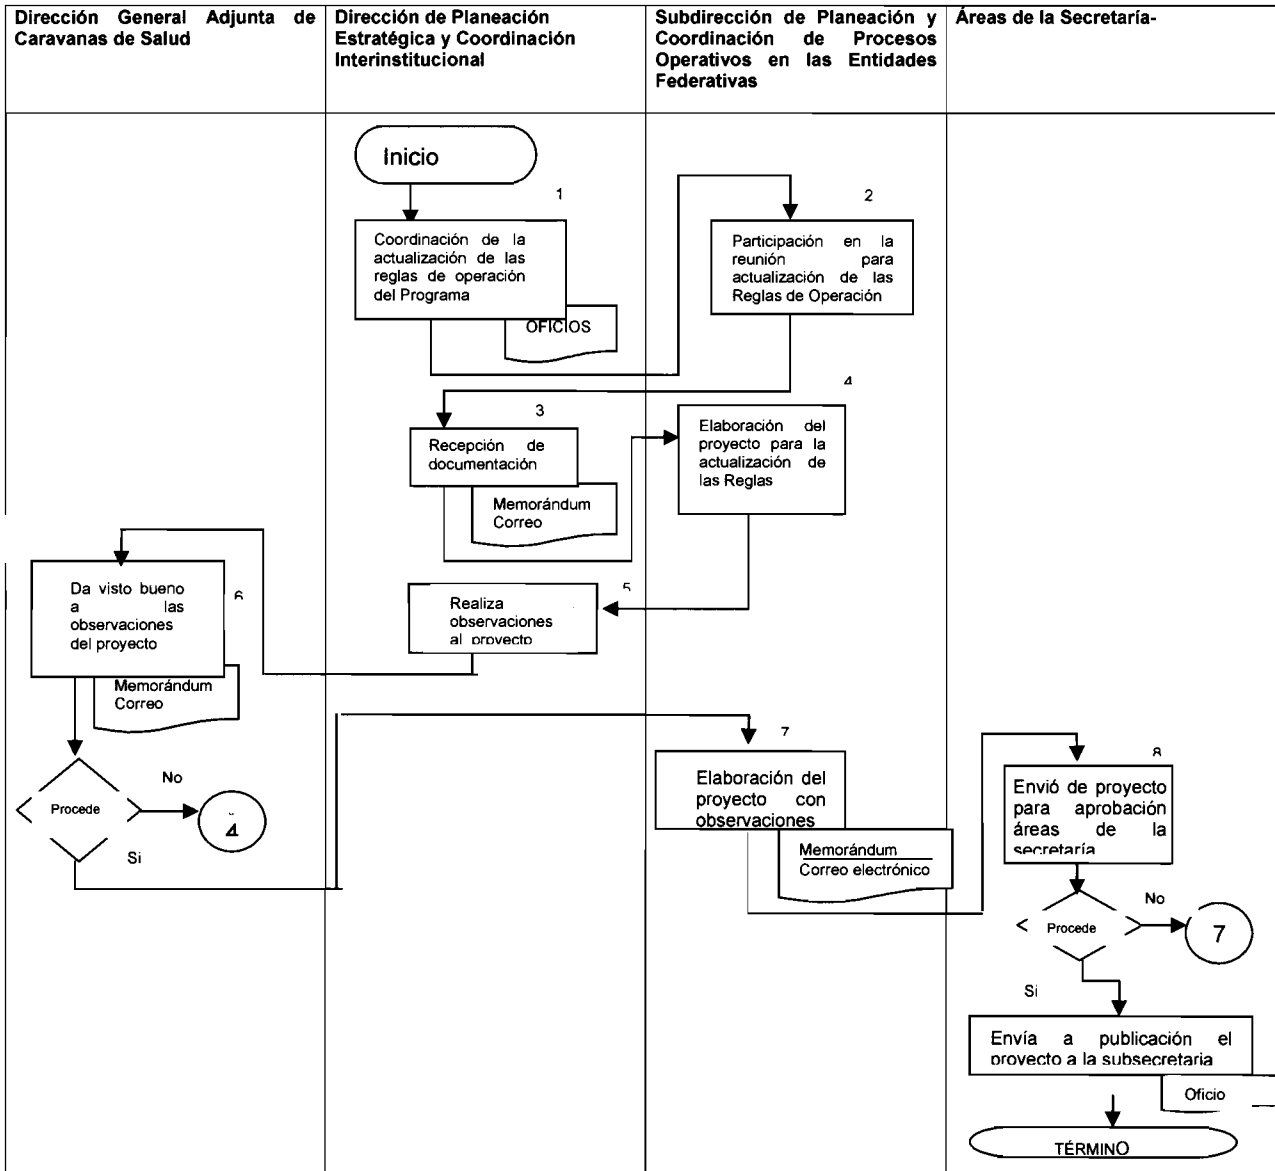 Dirección General Adjunta de
Caravanas de Salud
Dirección de Planeación
Estratégica y Coordinación
Interinstitucional
Subdirección de Planeación y
Coordinación de Procesos
Operativos en las Entidades
Federativas
Áreas de la Secretaría-
Inicio
1
Coordinación de la
actualización de las
reglas de operación
del Programa
OFICIOS
2
Participación en la
reunión para
actualización de las
Reglas de Operación
3
Recepción de
documentación
Memorándum
Correo
4
Elaboración del
proyecto para la
actualización de
las Reglas
5
Realiza
observaciones
al proyecto
6
Da visto bueno
a las
observaciones
del proyecto
Memorándum
Correo
Procede
No
4
Si
7
Elaboración del
proyecto con
observaciones
Memorándum
Correo electrónico
8
Envió de proyecto
para aprobación
áreas de la
secretaría
Procede
No
7
Si
Envía a publicación el
proyecto a la subsecretaria
Oficio
TÉRMINO